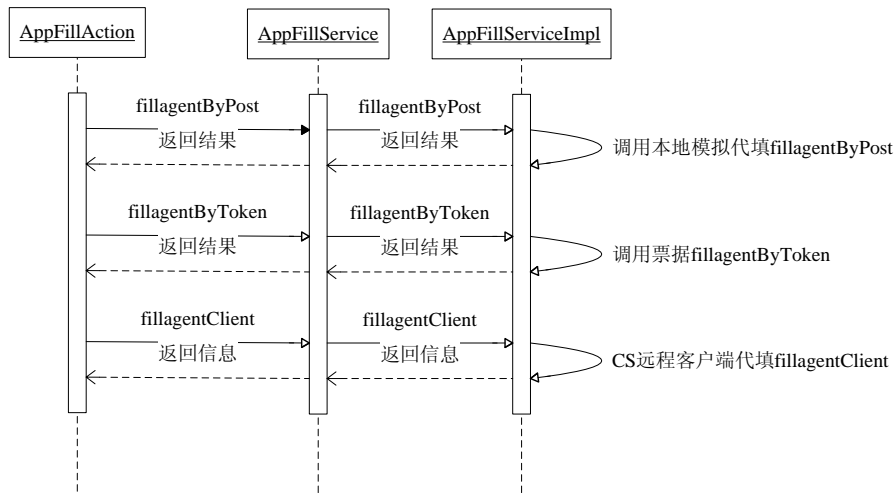 AppFillAction
AppFillService
AppFillServiceImpl
fillagentByPost
fillagentByPost
返回结果
返回结果
调用本地模拟代填fillagentByPost
fillagentByToken
fillagentByToken
返回结果
返回结果
调用票据fillagentByToken
fillagentClient
fillagentClient
返回信息
返回信息
CS远程客户端代填fillagentClient